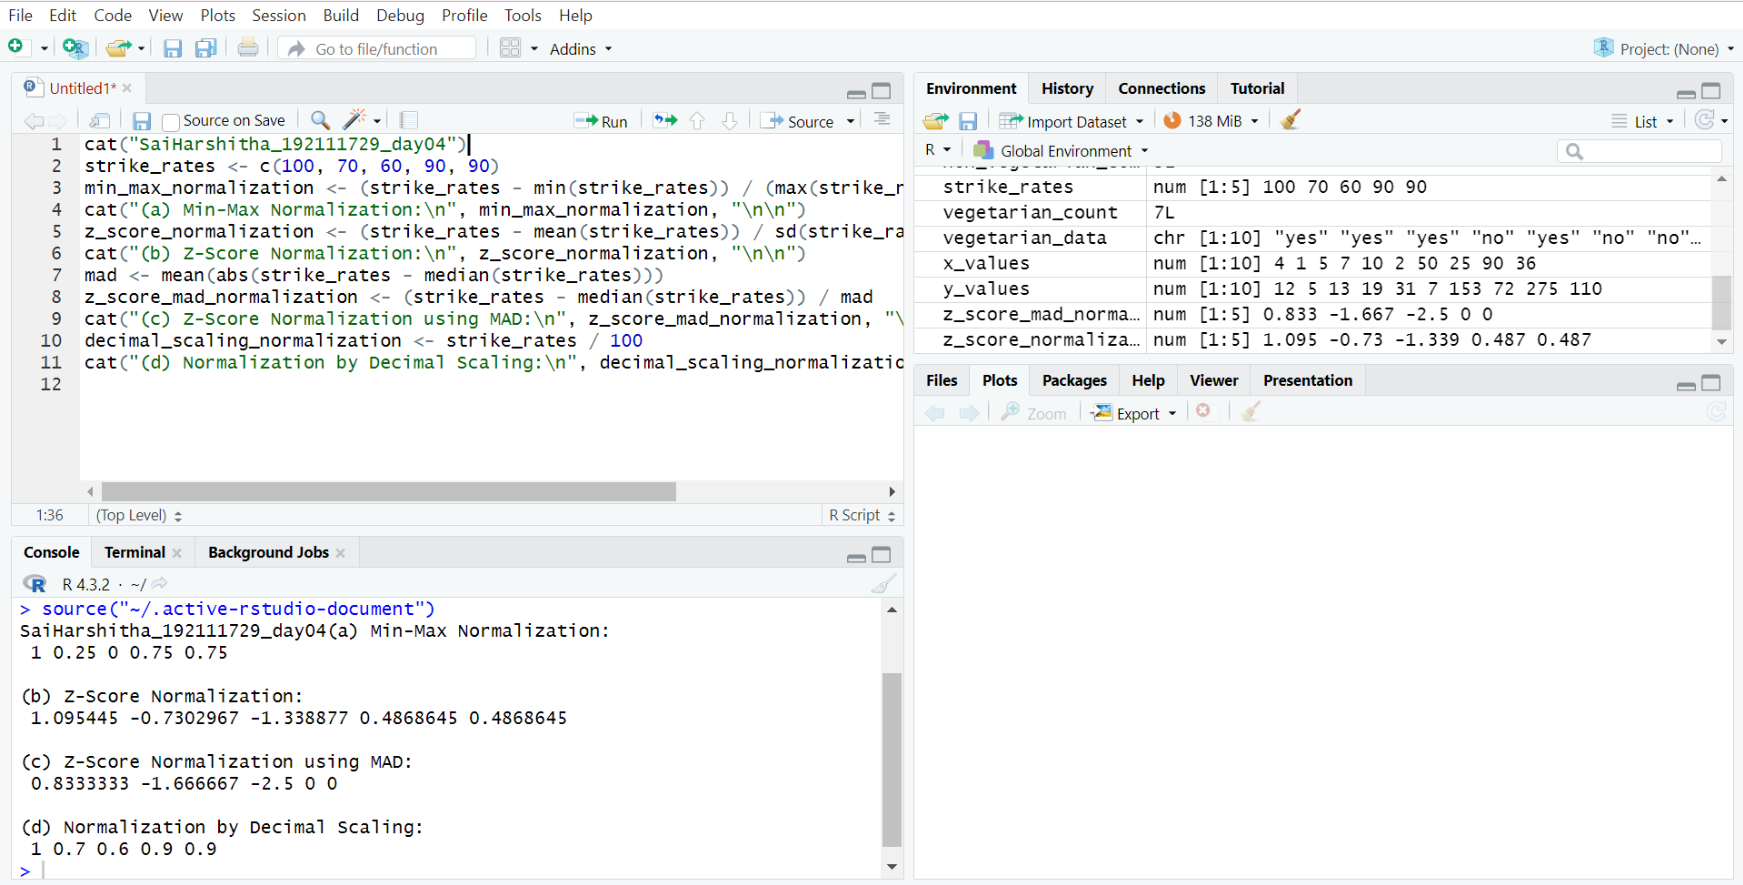 File Edit Code View Plots Session Build Debug Profile Tools Help
Go to file/function Addins Project: (None)
Untitled1*
Source on Save Run Source
1 cat("SaiHarshitha_192111729_day04")
2 strike_rates <- c(100, 70, 60, 90, 90)
3 min_max_normalization <- (strike_rates - min(strike_rates)) / (max(strike_r
4 cat("(a) Min-Max Normalization:\n", min_max_normalization, "\n\n")
5 z_score_normalization <- (strike_rates - mean(strike_rates)) / sd(strike_ra
6 cat("(b) Z-Score Normalization:\n", z_score_normalization, "\n\n")
7 mad <- mean(abs(strike_rates - median(strike_rates)))
8 z_score_mad_normalization <- (strike_rates - median(strike_rates)) / mad
9 cat("(c) Z-Score Normalization using MAD:\n", z_score_mad_normalization, "\
10 decimal_scaling_normalization <- strike_rates / 100
11 cat("(d) Normalization by Decimal Scaling:\n", decimal_scaling_normalizatio
12
1:36 (Top Level) R Script
Console Terminal Background Jobs
R 4.3.2 · ~/
> source("~/.active-rstudio-document")
SaiHarshitha_192111729_day04(a) Min-Max Normalization:
1 0.25 0 0.75 0.75
(b) Z-Score Normalization:
1.095445 -0.7302967 -1.338877 0.4868645 0.4868645
(c) Z-Score Normalization using MAD:
0.8333333 -1.666667 -2.5 0 0
(d) Normalization by Decimal Scaling:
1 0.7 0.6 0.9 0.9
>
Environment History Connections Tutorial
Import Dataset 138 MiB List
R Global Environment
strike_rates num [1:5] 100 70 60 90 90
vegetarian_count 7L
vegetarian_data chr [1:10] "yes" "yes" "yes" "no" "yes" "no" "no"…
x_values num [1:10] 4 1 5 7 10 2 50 25 90 36
y_values num [1:10] 12 5 13 19 31 7 153 72 275 110
z_score_mad_norma… num [1:5] 0.833 -1.667 -2.5 0 0
z_score_normaliza… num [1:5] 1.095 -0.73 -1.339 0.487 0.487
Files Plots Packages Help Viewer Presentation
Zoom Export